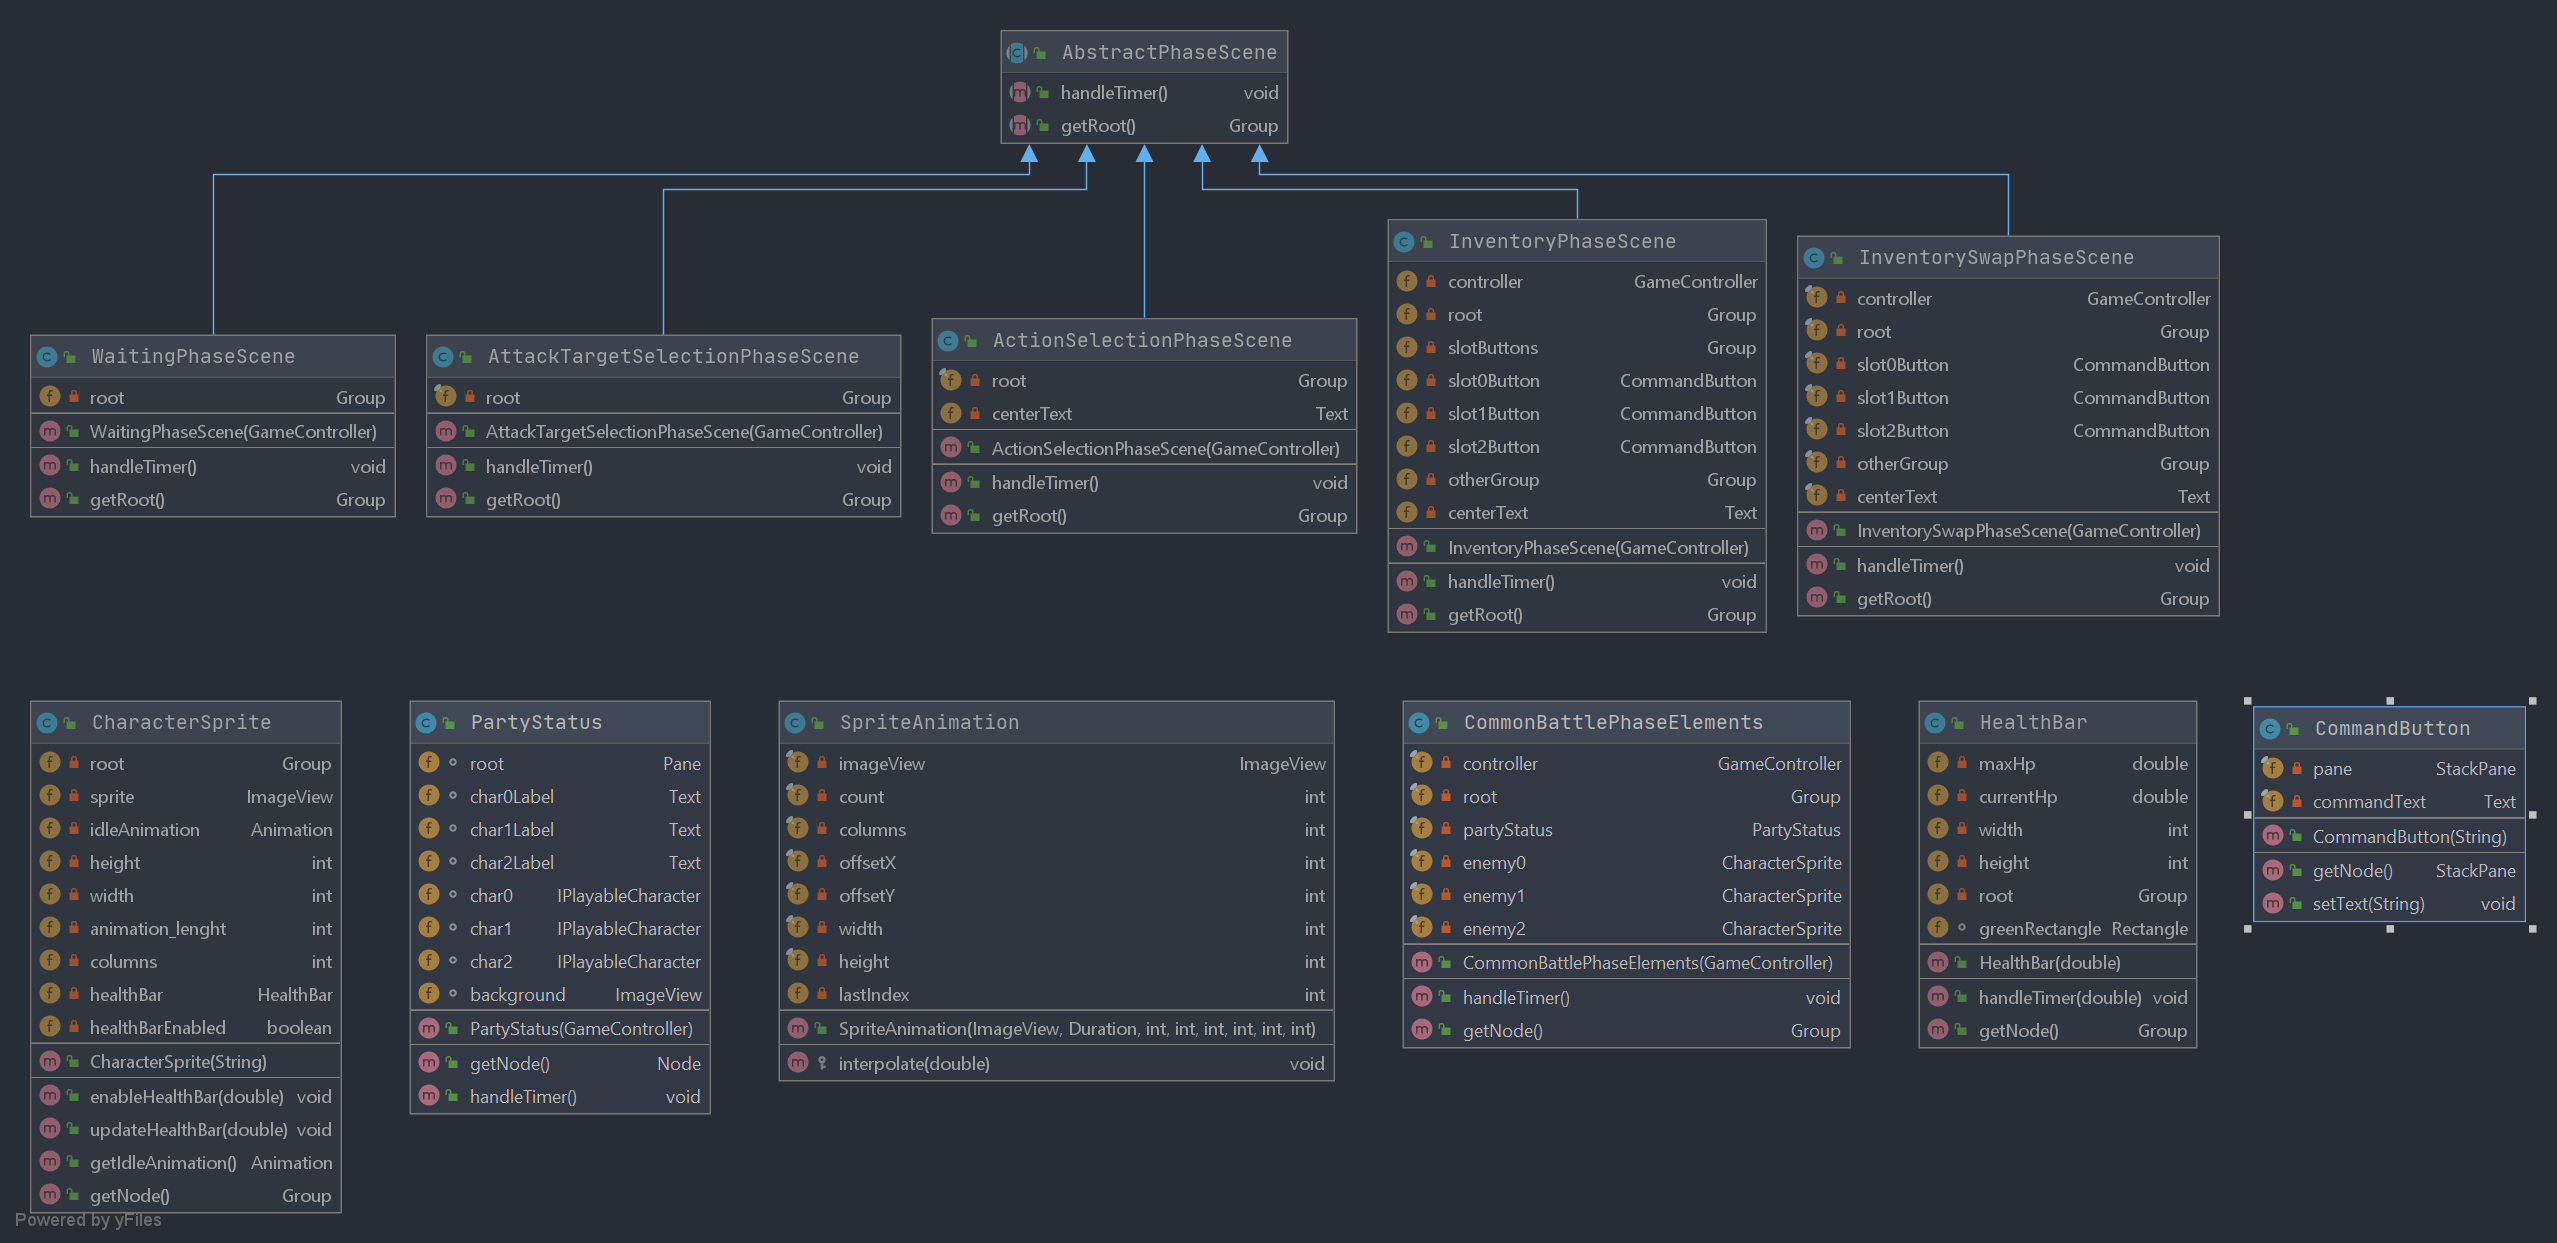 AbstractPhaseScene
handleTimer() void
getRoot() Group
WaitingPhaseScene
root Group
WaitingPhaseScene(GameController)
handleTimer() void
getRoot() Group
AttackTargetSelectionPhaseScene
root Group
AttackTargetSelectionPhaseScene(GameController)
handleTimer() void
getRoot() Group
ActionSelectionPhaseScene
root Group
centerText Text
ActionSelectionPhaseScene(GameController)
handleTimer() void
getRoot() Group
InventoryPhaseScene
controller GameController
root Group
slotButtons Group
slot0Button CommandButton
slot1Button CommandButton
slot2Button CommandButton
otherGroup Group
centerText Text
InventoryPhaseScene(GameController)
handleTimer() void
getRoot() Group
InventorySwapPhaseScene
controller GameController
root Group
slot0Button CommandButton
slot1Button CommandButton
slot2Button CommandButton
otherGroup Group
centerText Text
InventorySwapPhaseScene(GameController)
handleTimer() void
getRoot() Group
CharacterSprite
root Group
sprite ImageView
idleAnimation Animation
height int
width int
animation_lenght int
columns int
healthBar HealthBar
healthBarEnabled boolean
CharacterSprite(String)
enableHealthBar(double) void
updateHealthBar(double) void
getIdleAnimation() Animation
getNode() Group
PartyStatus
root Pane
char0Label Text
char1Label Text
char2Label Text
char0 IPlayableCharacter
char1 IPlayableCharacter
char2 IPlayableCharacter
background ImageView
PartyStatus(GameController)
getNode() Node
handleTimer() void
SpriteAnimation
imageView ImageView
count int
columns int
offsetX int
offsetY int
width int
height int
lastIndex int
SpriteAnimation(ImageView, Duration, int, int, int, int, int, int)
interpolate(double) void
CommonBattlePhaseElements
controller GameController
root Group
partyStatus PartyStatus
enemy0 CharacterSprite
enemy1 CharacterSprite
enemy2 CharacterSprite
CommonBattlePhaseElements(GameController)
handleTimer() void
getNode() Group
HealthBar
maxHp double
currentHp double
width int
height int
root Group
greenRectangle Rectangle
HealthBar(double)
handleTimer(double) void
getNode() Group
CommandButton
pane StackPane
commandText Text
CommandButton(String)
getNode() StackPane
setText(String) void
Powered by yFiles